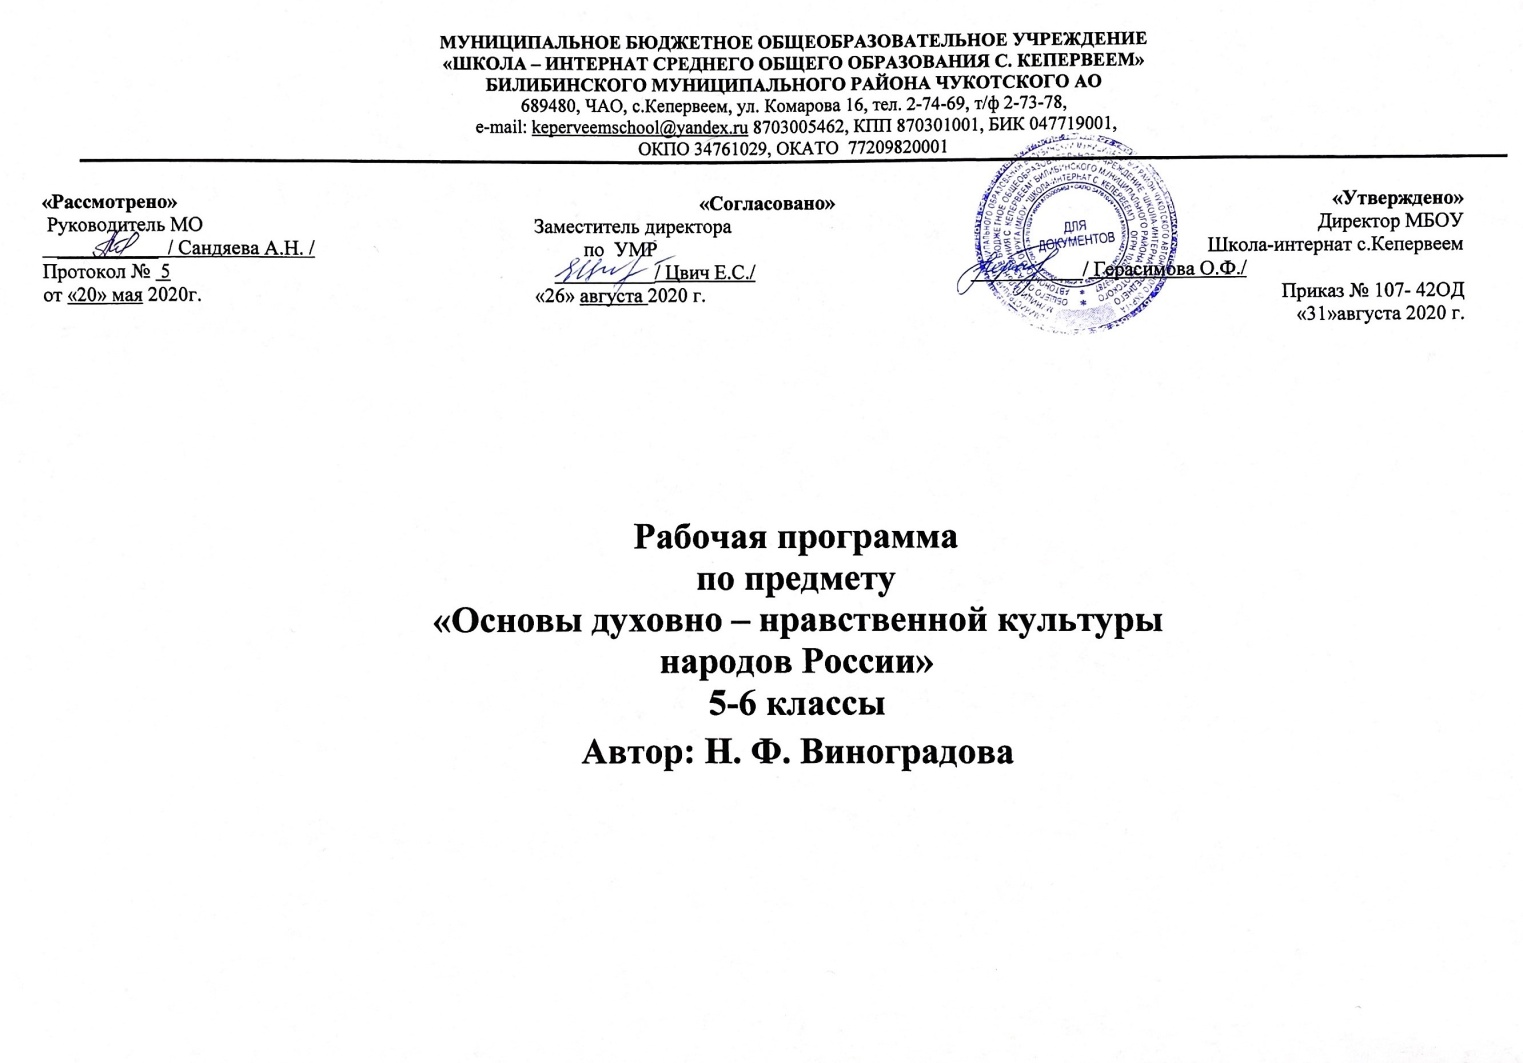 МУНИЦИПАЛЬНОЕ БЮДЖЕТНОЕ ОБЩЕОБРАЗОВАТЕЛЬНОЕ УЧРЕЖДЕНИЕ
«ШКОЛА – ИНТЕРНАТ СРЕДНЕГО ОБЩЕГО ОБРАЗОВАНИЯ С. КЕПЕРВЕЕМ»
БИЛИБИНСКОГО МУНИЦИПАЛЬНОГО РАЙОНА ЧУКОТСКОГО АО
689480, ЧАО, с.Кепервеем, ул. Комарова 16, тел. 2-74-69, т/ф 2-73-78,
e-mail: keperveemschool@yandex.ru 8703005462, КПП 870301001, БИК 047719001,
ОКПО 34761029, ОКАТО 77209820001
«Рассмотрено»
Руководитель МО
/ Сандяева А.Н. /
Протокол № 5
от «20» мая 2020г.
«Согласовано»
Заместитель директора
по УМР
/ Цвич Е.С./
«26» августа 2020 г.
«Утверждено»
Директор МБОУ
Школа-интернат с.Кепервеем
/ Герасимова О.Ф./
Приказ № 107- 42ОД
«31»августа 2020 г.
ДЛЯ
ДОКУМЕНТОВ
Рабочая программа
по предмету
«Основы духовно – нравственной культуры
народов России»
5-6 классы
Автор: Н. Ф. Виноградова